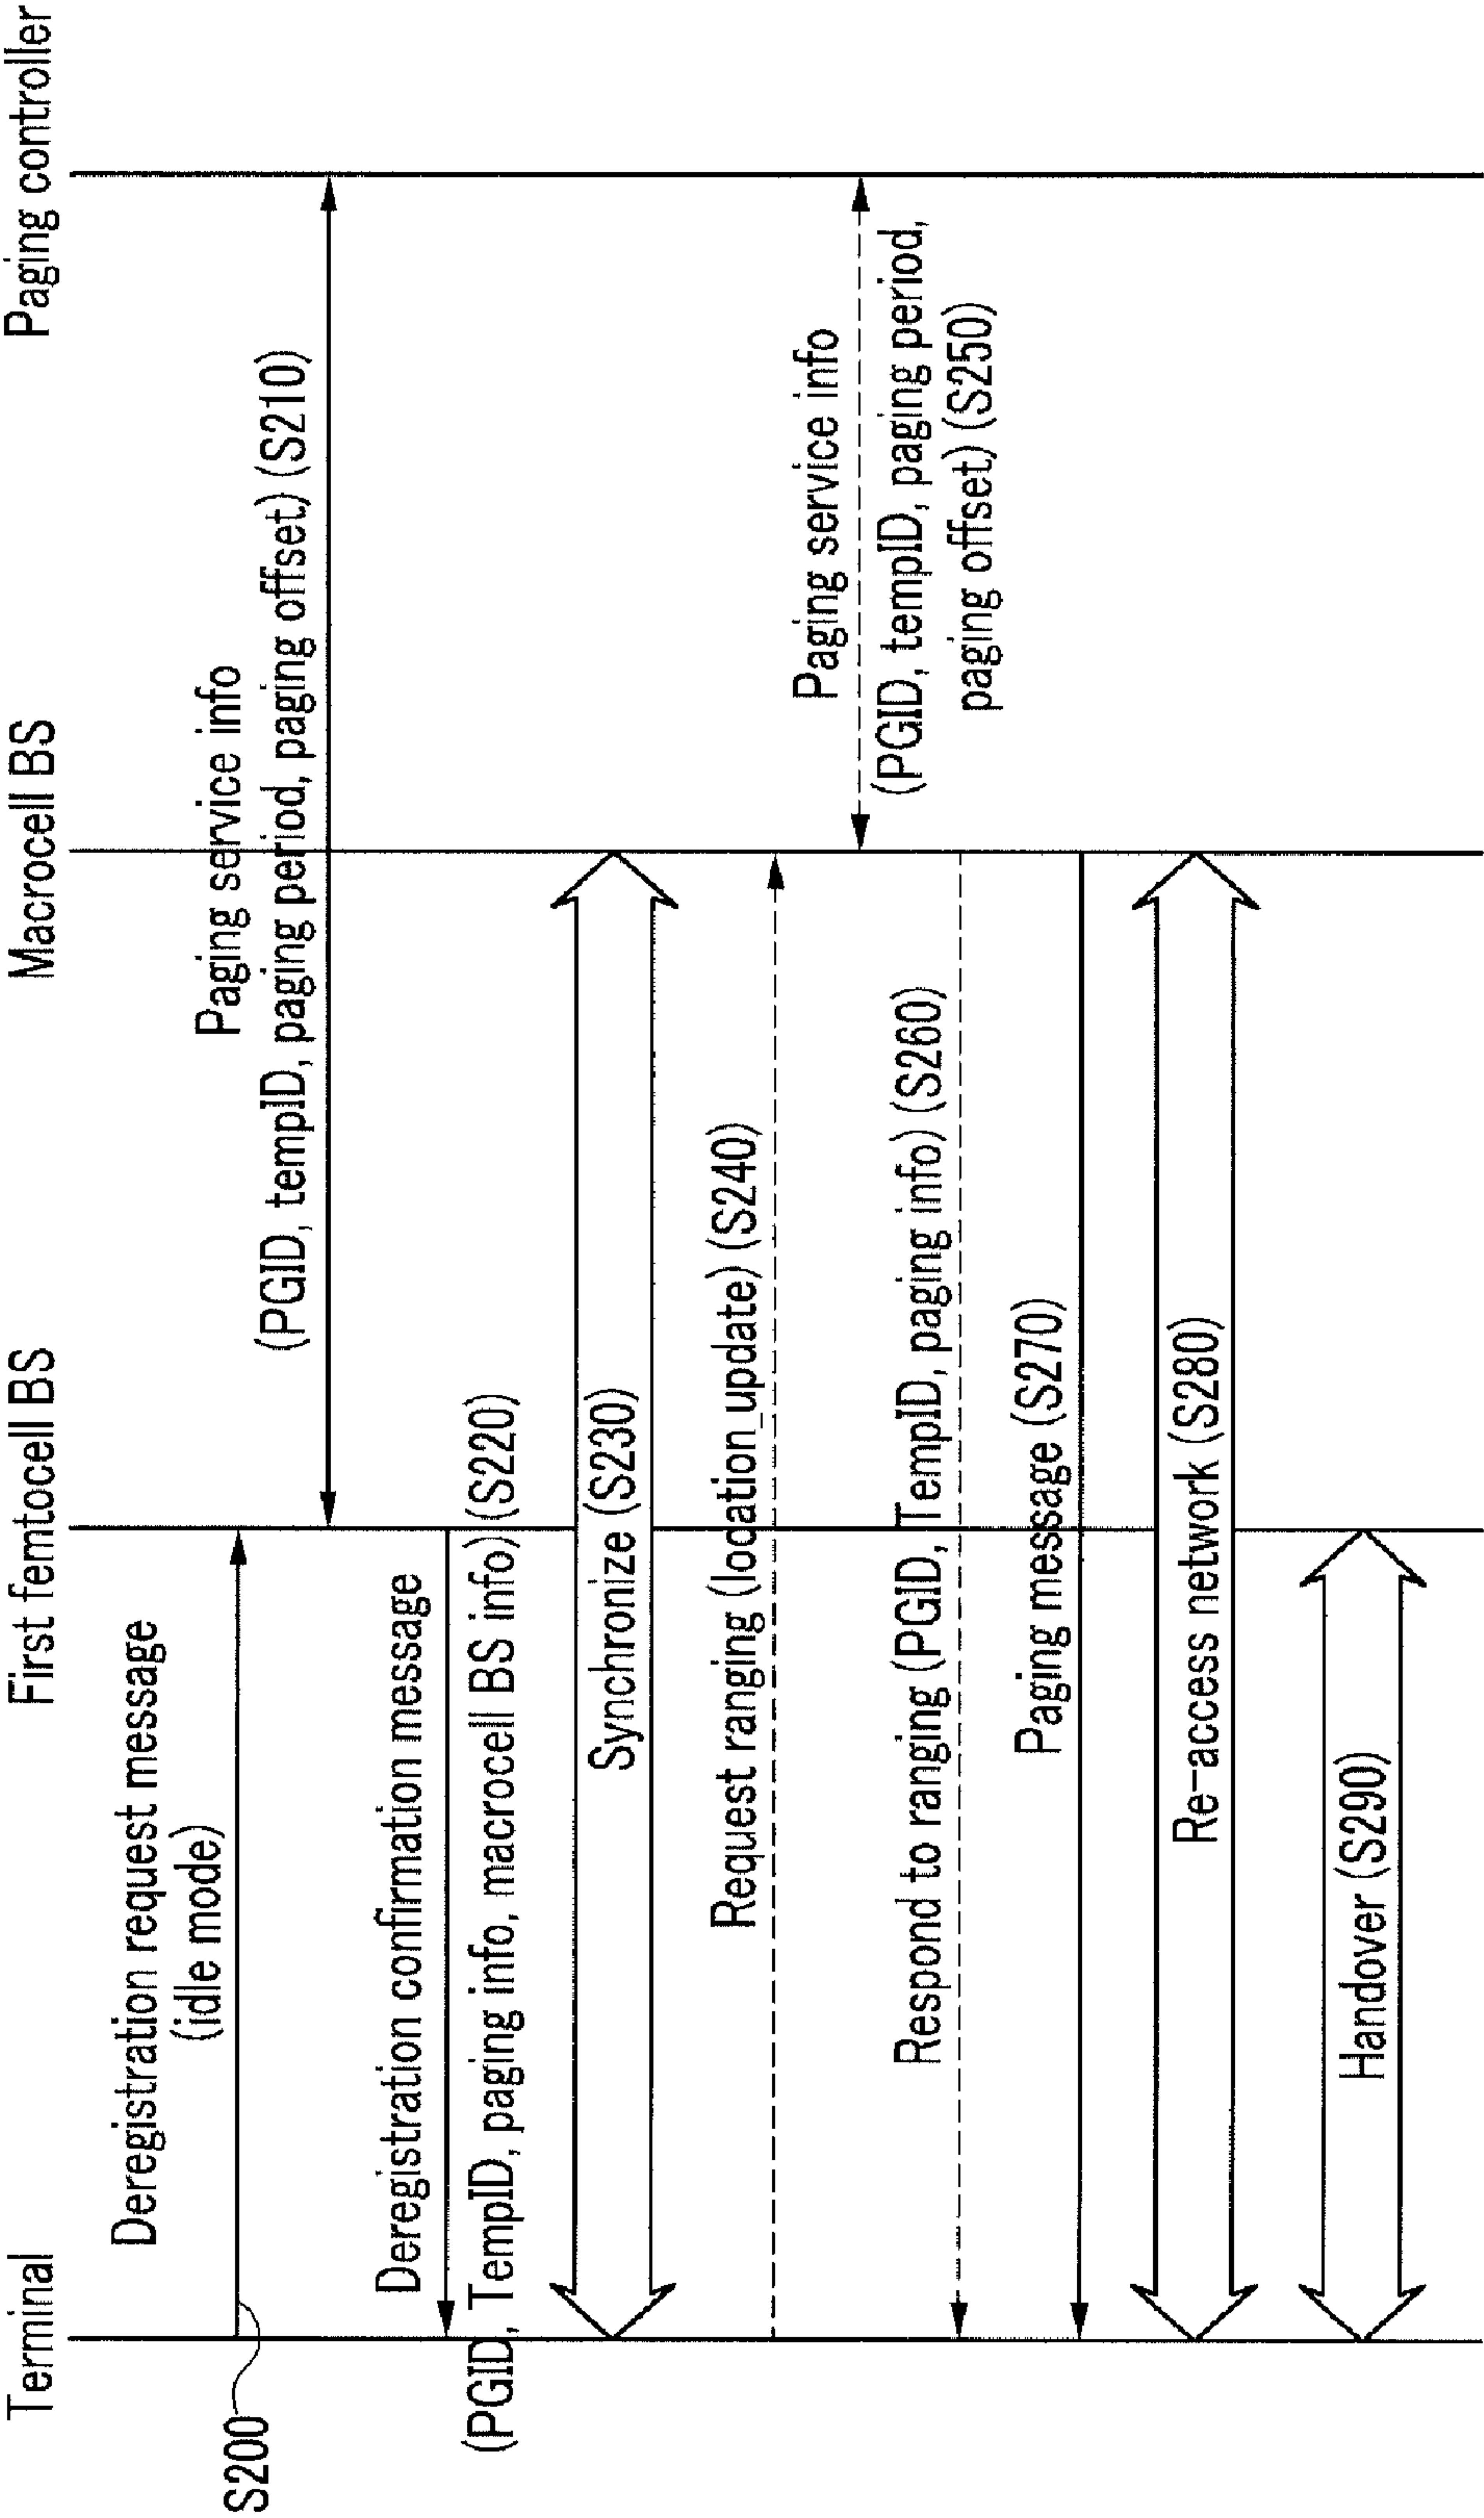 Terminal
First femtocell BS
Macrocell BS
Paging controller
S200
Deregistration request message
(idle mode)
Paging service info
(PGID, tempID, paging period, paging offset) (S210)
Deregistration confirmation message
(PGID, TempID, paging info, macrocell BS info) (S220)
Synchronize (S230)
Request ranging (location_update) (S240)
Paging service info
(PGID, tempID, paging period,
paging offset) (S250)
Respond to ranging (PGID, TempID, paging info) (S260)
Paging message (S270)
Re-access network (S280)
Handover (S290)